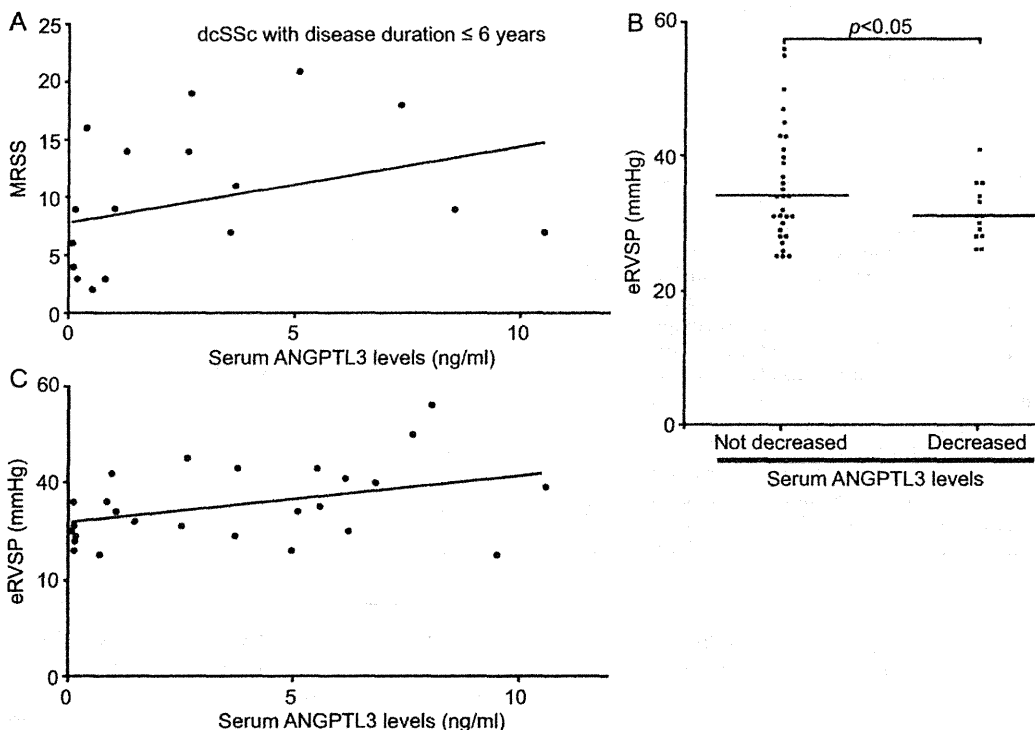 A
dcSSc with disease duration ≤ 6 years
MRSS
25
20
15
10
5
0
0 5 10
Serum ANGPTL3 levels (ng/ml)
B
p<0.05
eRVSP (mmHg)
60
40
20
0
Not decreased Decreased
Serum ANGPTL3 levels
C
eRVSP (mmHg)
60
40
10
0
0 5 10
Serum ANGPTL3 levels (ng/ml)